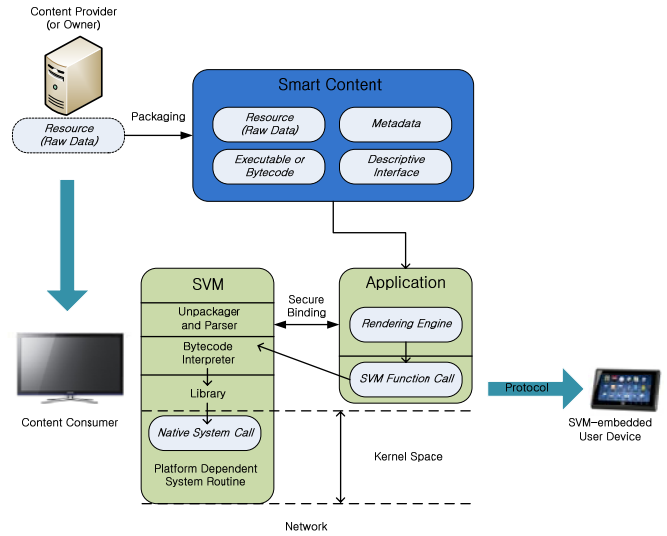 Content Provider
(or Owner)
Resource
(Raw Data)
Packaging
Smart Content
Resource
(Raw Data)
Metadata
Executable or
Bytecode
Descriptive
Interface
SVM
Unpackager
and Parser
Bytecode
Interpreter
Library
Native System Call
Platform Dependent
System Routine
Secure
Binding
Application
Rendering Engine
SVM Function Call
Kernel Space
Network
Content Consumer
Protocol
SVM-embedded
User Device